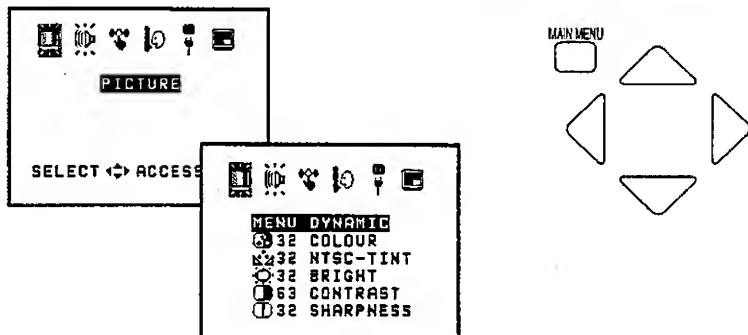 PICTURE
SELECT ACCESS
MENU DYNAMIC
32 COLOUR
32 NTSC-TINT
32 BRIGHT
63 CONTRAST
32 SHARPNESS
MAIN MENU